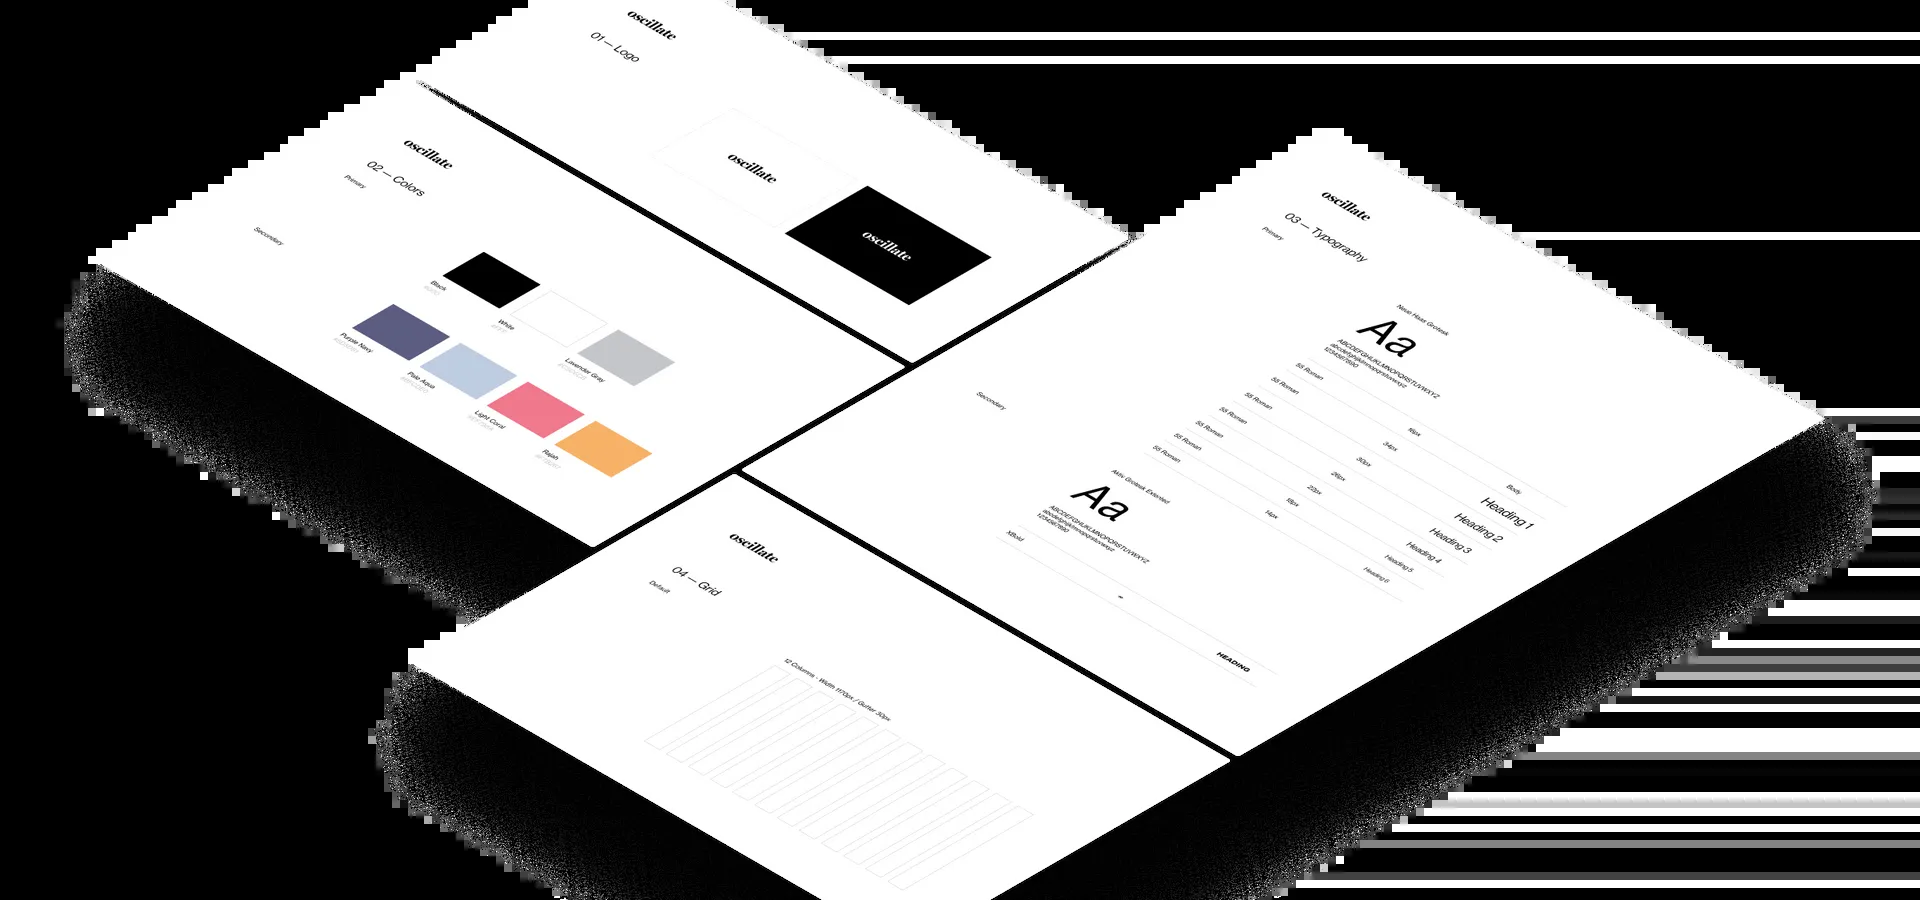 oscillate
01 — Logo
oscillate
oscillate
oscillate
02 — Colors
Primary
Black
White
Lavender Gray
Secondary
Purple Navy
Pale Aqua
Light Coral
Rajah
oscillate
03 — Typography
Primary
Neue Haas Grotesk
Aa
ABCDEFGHIJKLMNOPQRSTUVWXYZ
abcdefghijklmnopqrstuvwxyz
1234567890
55 Roman 16px Body
55 Roman 34px Heading 1
55 Roman 30px Heading 2
55 Roman 26px Heading 3
55 Roman 22px Heading 4
55 Roman 18px Heading 5
55 Roman 14px Heading 6
Secondary
Aktiv Grotesk Extended
Aa
ABCDEFGHIJKLMNOPQRSTUVWXYZ
abcdefghijklmnopqrstuvwxyz
1234567890
XBold - HEADING
oscillate
04 — Grid
Default
12 Columns - Width 1170px / Gutter 30px